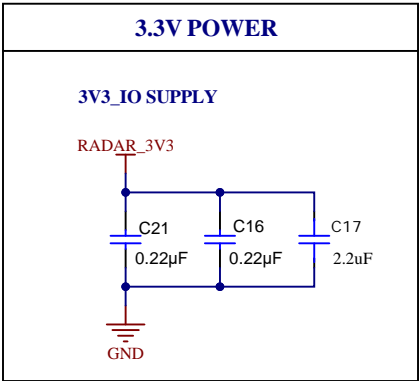 3.3V POWER
3V3_IO SUPPLY
RADAR_3V3
C21
C16
C17
0.22µF
0.22µF
2.2uF
GND